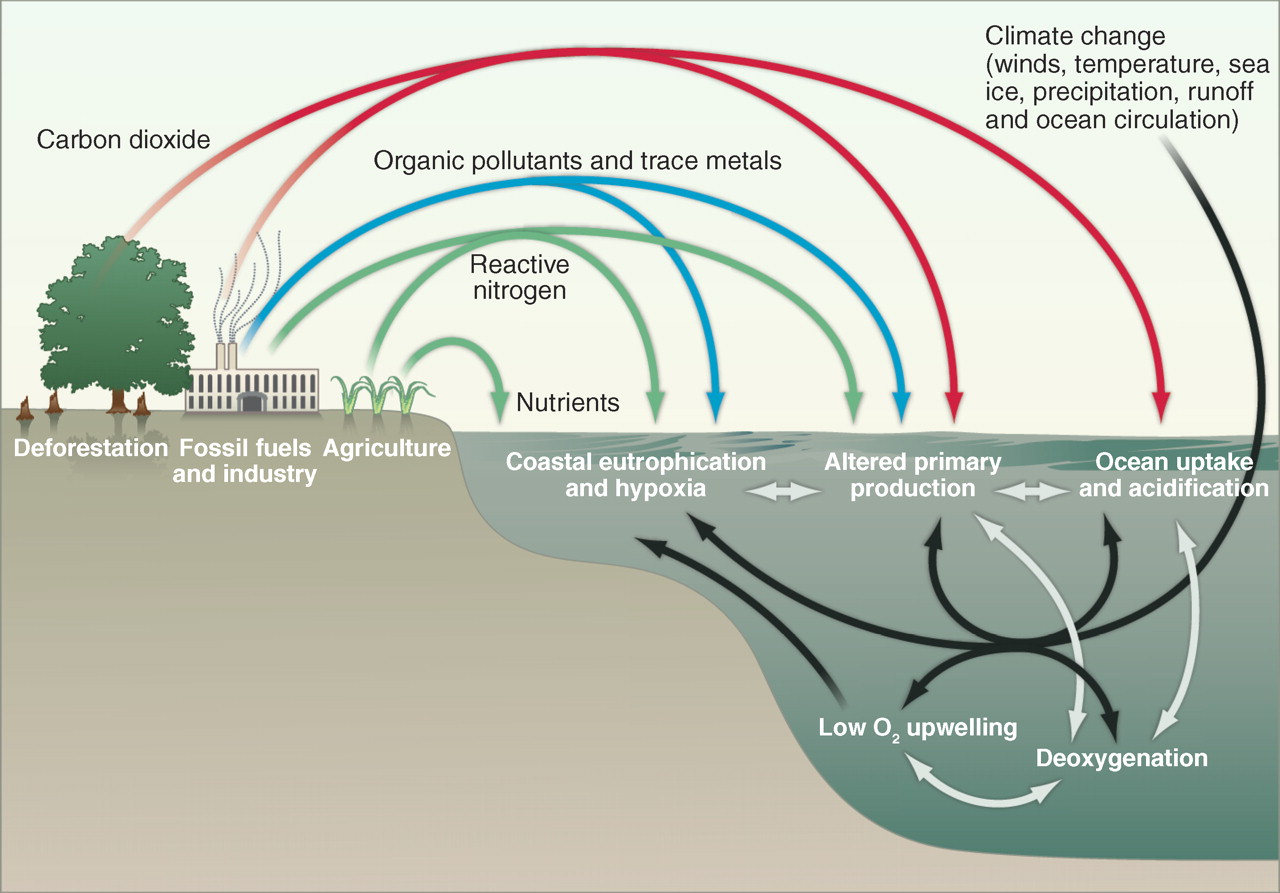 Climate change
(winds, temperature, sea
ice, precipitation, runoff
and ocean circulation)
Carbon dioxide
Organic pollutants and trace metals
Reactive
nitrogen
Nutrients
Deforestation
Fossil fuels
and industry
Agriculture
Coastal eutrophication
and hypoxia
Altered primary
production
Ocean uptake
and acidification
Low O₂ upwelling
Deoxygenation